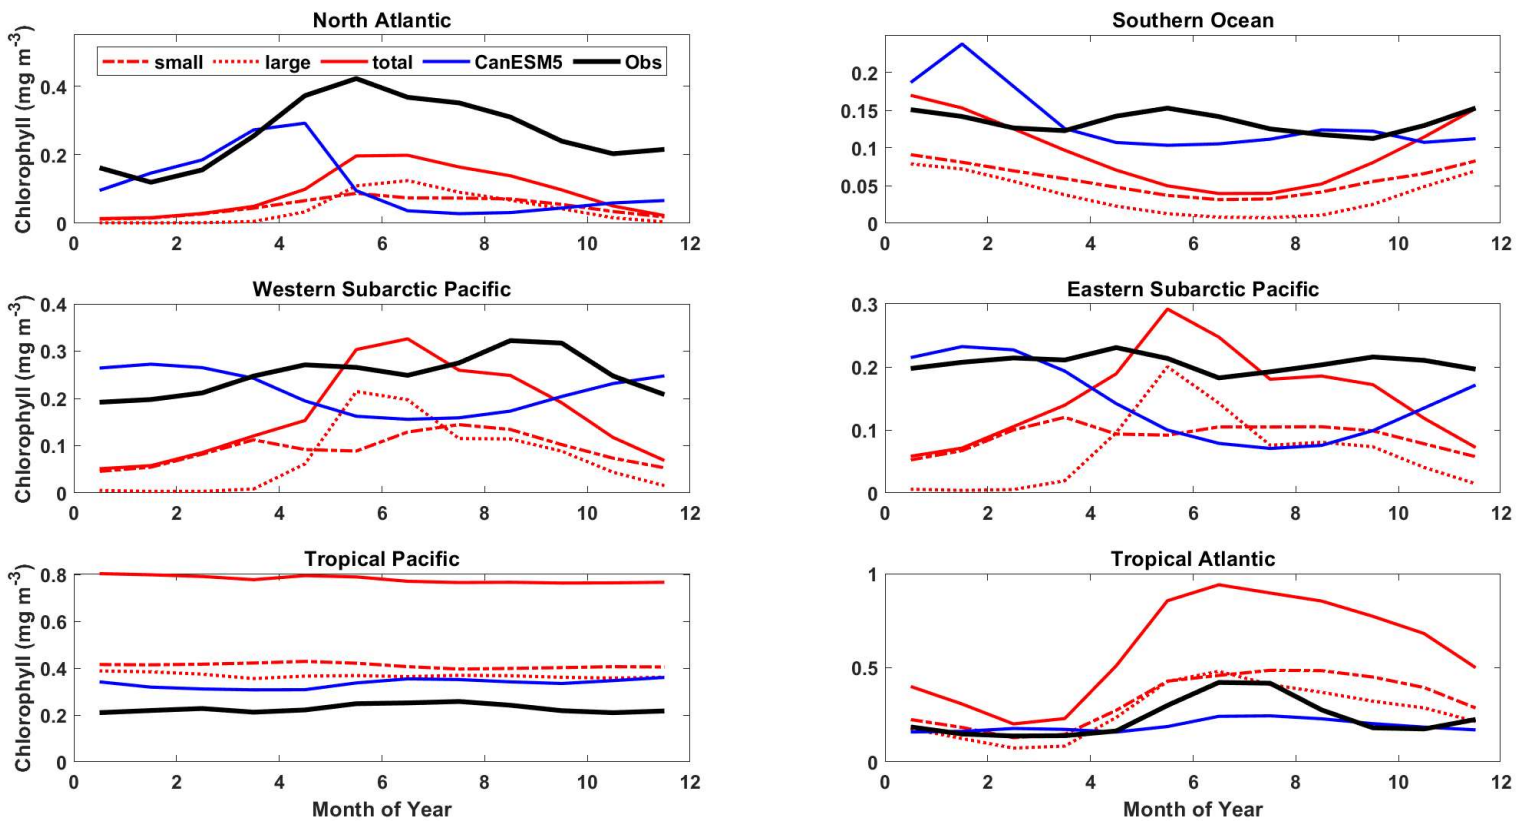 North Atlantic
Chlorophyll (mg m-3)
0.4
0.2
0
small large total CanESM5 Obs
0 2 4 6 8 10 12
Southern Ocean
0.2
0.15
0.1
0.05
0
0 2 4 6 8 10 12
Western Subarctic Pacific
Chlorophyll (mg m-3)
0.4
0.3
0.2
0.1
0
0 2 4 6 8 10 12
Eastern Subarctic Pacific
0.3
0.2
0.1
0
0 2 4 6 8 10 12
Tropical Pacific
Chlorophyll (mg m-3)
0.8
0.6
0.4
0.2
0
0 2 4 6 8 10 12
Month of Year
Tropical Atlantic
1
0.5
0
0 2 4 6 8 10 12
Month of Year